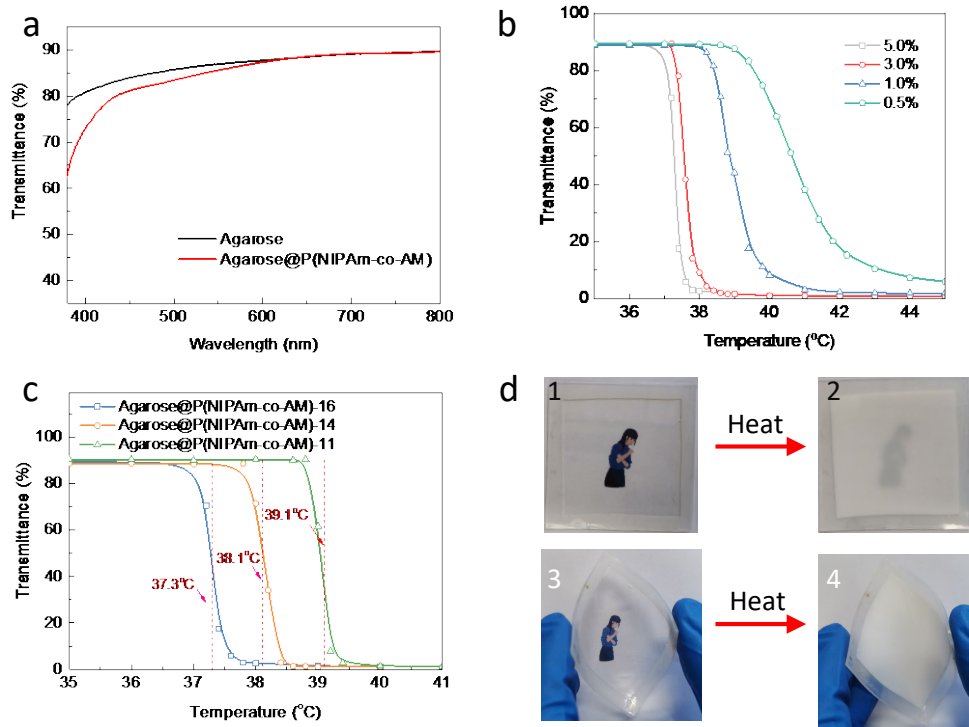 a
Transmittance (%)
90
80
70
60
50
40
400 500 600 700 800
Wavelength (nm)
Agarose
Agarose@P(NIPAm-co-AM)
b
Transmittance (%)
100
80
60
40
20
0
36 38 40 42 44
Temperature (°C)
5.0%
3.0%
1.0%
0.5%
c
Agarose@P(NIPAm-co-AM)-16
Agarose@P(NIPAm-co-AM)-14
Agarose@P(NIPAm-co-AM)-11
Transmittance (%)
100
80
60
40
20
0
39.1°C
38.1°C
37.3°C
35 36 37 38 39 40 41
Temperature (°C)
d
1
Heat
2
3
Heat
4